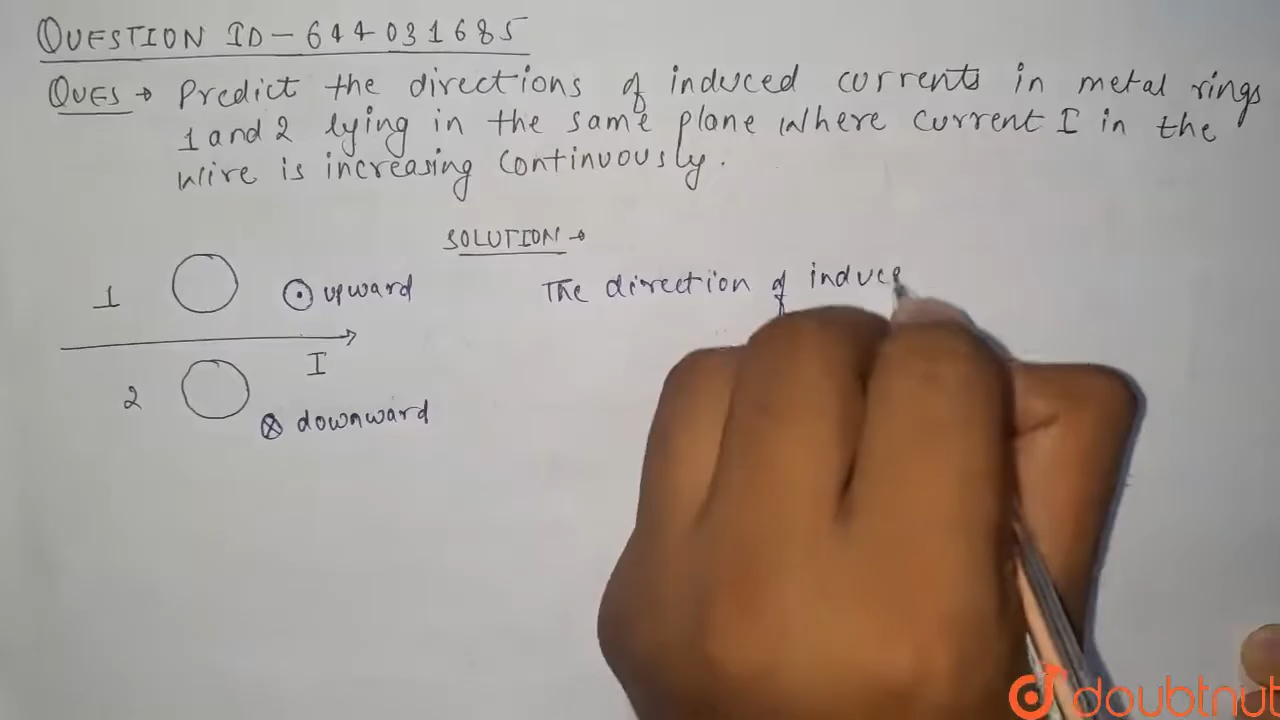 QUESTION ID - 644031685
QUES → Predict the directions of induced currents in metal rings
1 and 2 lying in the same plane where current I in the
wire is increasing continuously.
SOLUTION →
1 ⊙ upward
The direction of induce
I
2 ⊗ downward
doubtnut